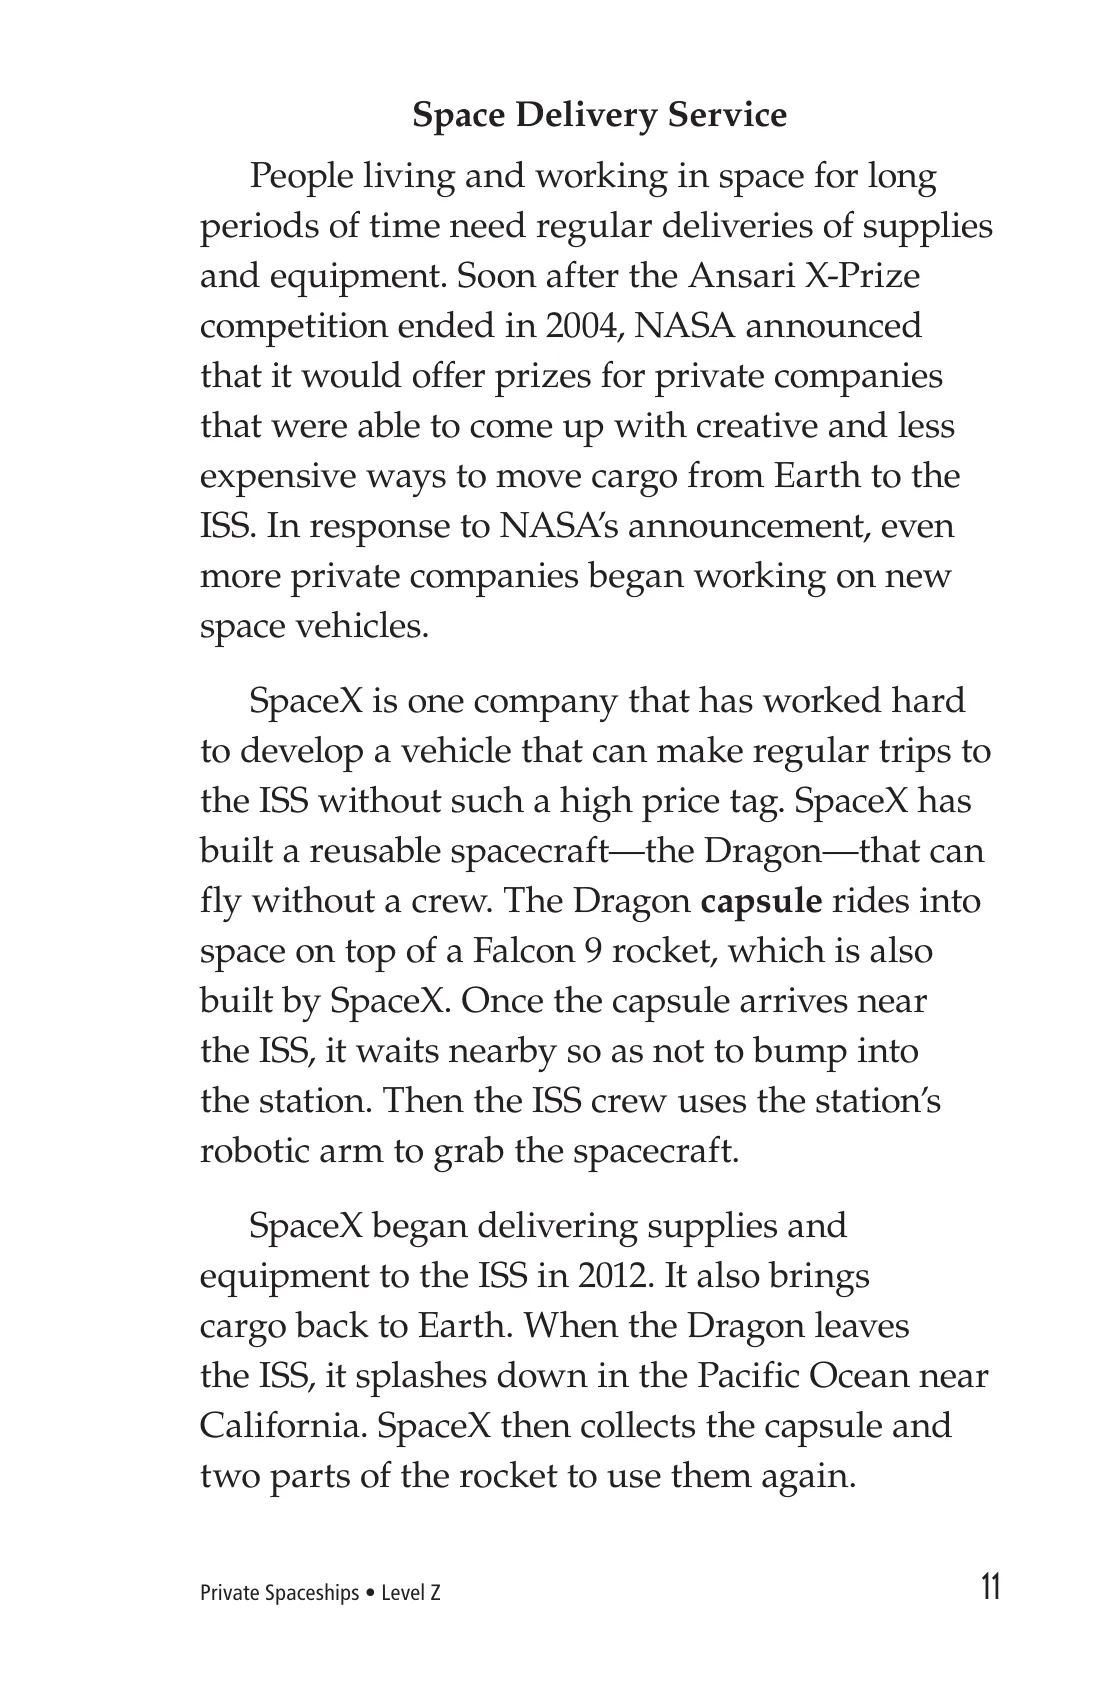 Space Delivery Service
People living and working in space for long
periods of time need regular deliveries of supplies
and equipment. Soon after the Ansari X-Prize
competition ended in 2004, NASA announced
that it would offer prizes for private companies
that were able to come up with creative and less
expensive ways to move cargo from Earth to the
ISS. In response to NASA’s announcement, even
more private companies began working on new
space vehicles.
SpaceX is one company that has worked hard
to develop a vehicle that can make regular trips to
the ISS without such a high price tag. SpaceX has
built a reusable spacecraft—the Dragon—that can
fly without a crew. The Dragon capsule rides into
space on top of a Falcon 9 rocket, which is also
built by SpaceX. Once the capsule arrives near
the ISS, it waits nearby so as not to bump into
the station. Then the ISS crew uses the station’s
robotic arm to grab the spacecraft.
SpaceX began delivering supplies and
equipment to the ISS in 2012. It also brings
cargo back to Earth. When the Dragon leaves
the ISS, it splashes down in the Pacific Ocean near
California. SpaceX then collects the capsule and
two parts of the rocket to use them again.
Private Spaceships • Level Z
11